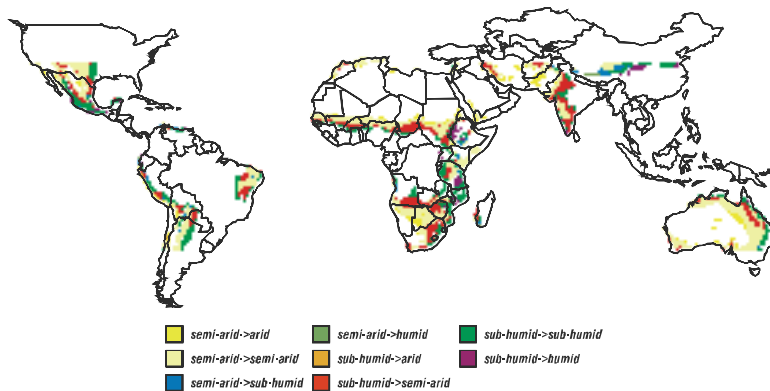 semi-arid->arid
semi-arid->semi-arid
semi-arid->sub-humid
semi-arid->humid
sub-humid->arid
sub-humid->semi-arid
sub-humid->sub-humid
sub-humid->humid